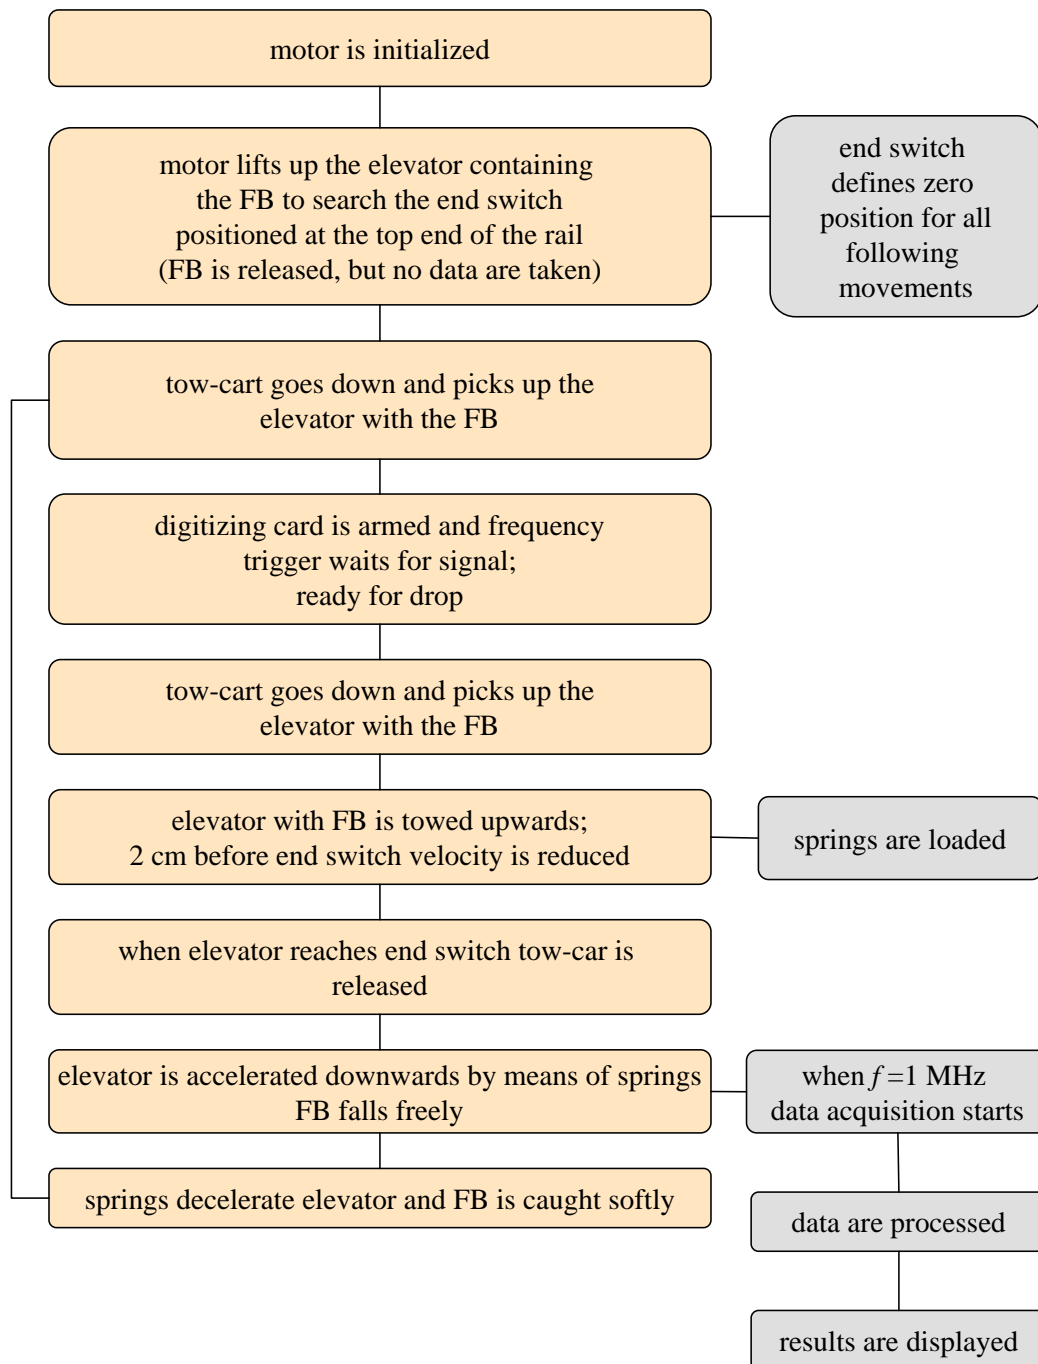 motor is initialized
motor lifts up the elevator containing
the FB to search the end switch
positioned at the top end of the rail
(FB is released, but no data are taken)
end switch
defines zero
position for all
following
movements
tow-cart goes down and picks up the
elevator with the FB
digitizing card is armed and frequency
trigger waits for signal;
ready for drop
tow-cart goes down and picks up the
elevator with the FB
elevator with FB is towed upwards;
2 cm before end switch velocity is reduced
springs are loaded
when elevator reaches end switch tow-car is
released
elevator is accelerated downwards by means of springs
FB falls freely
when f =1 MHz
data acquisition starts
springs decelerate elevator and FB is caught softly
data are processed
results are displayed